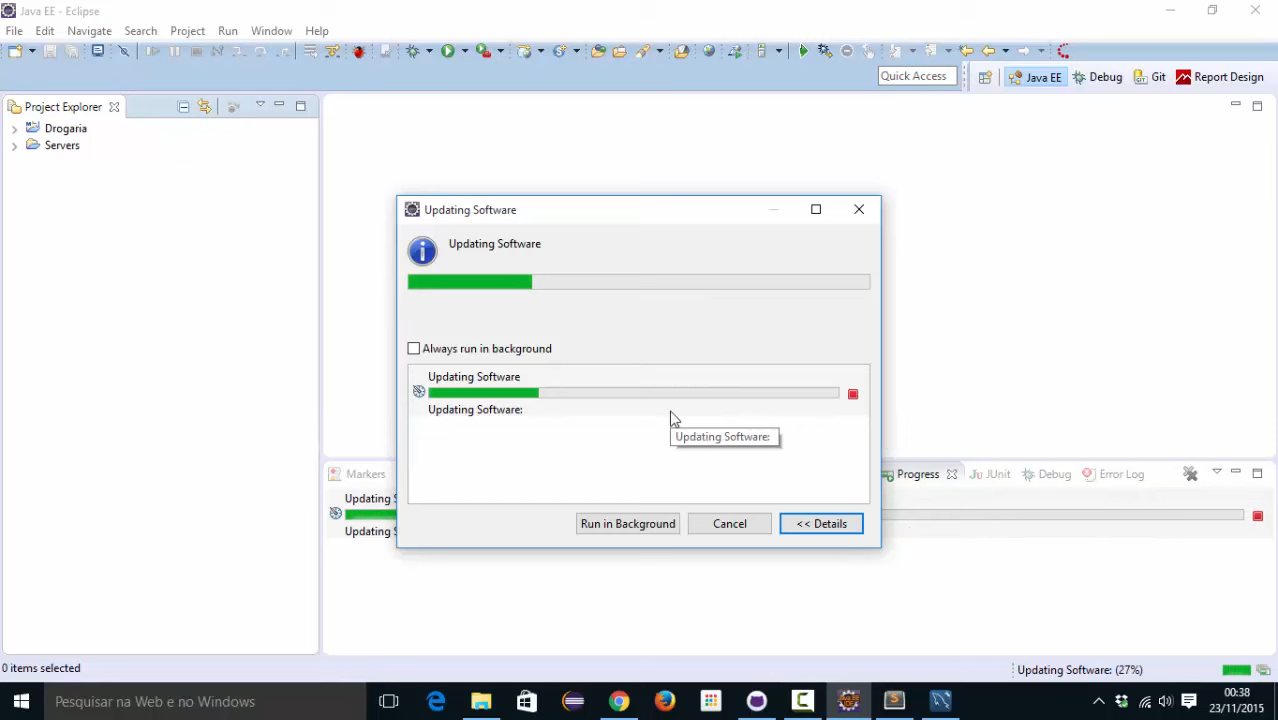 Java EE - Eclipse
File Edit Navigate Search Project Run Window Help
Quick Access
Java EE Debug Git Report Design
Project Explorer
Drogaria
Servers
Updating Software
Updating Software
Always run in background
Updating Software
Updating Software:
Updating Software:
Run in Background Cancel << Details
Markers Progress JUnit Debug Error Log
Updating S
Updating
0 items selected
Updating Software: (27%)
Pesquisar na Web e no Windows
00:38
23/11/2015